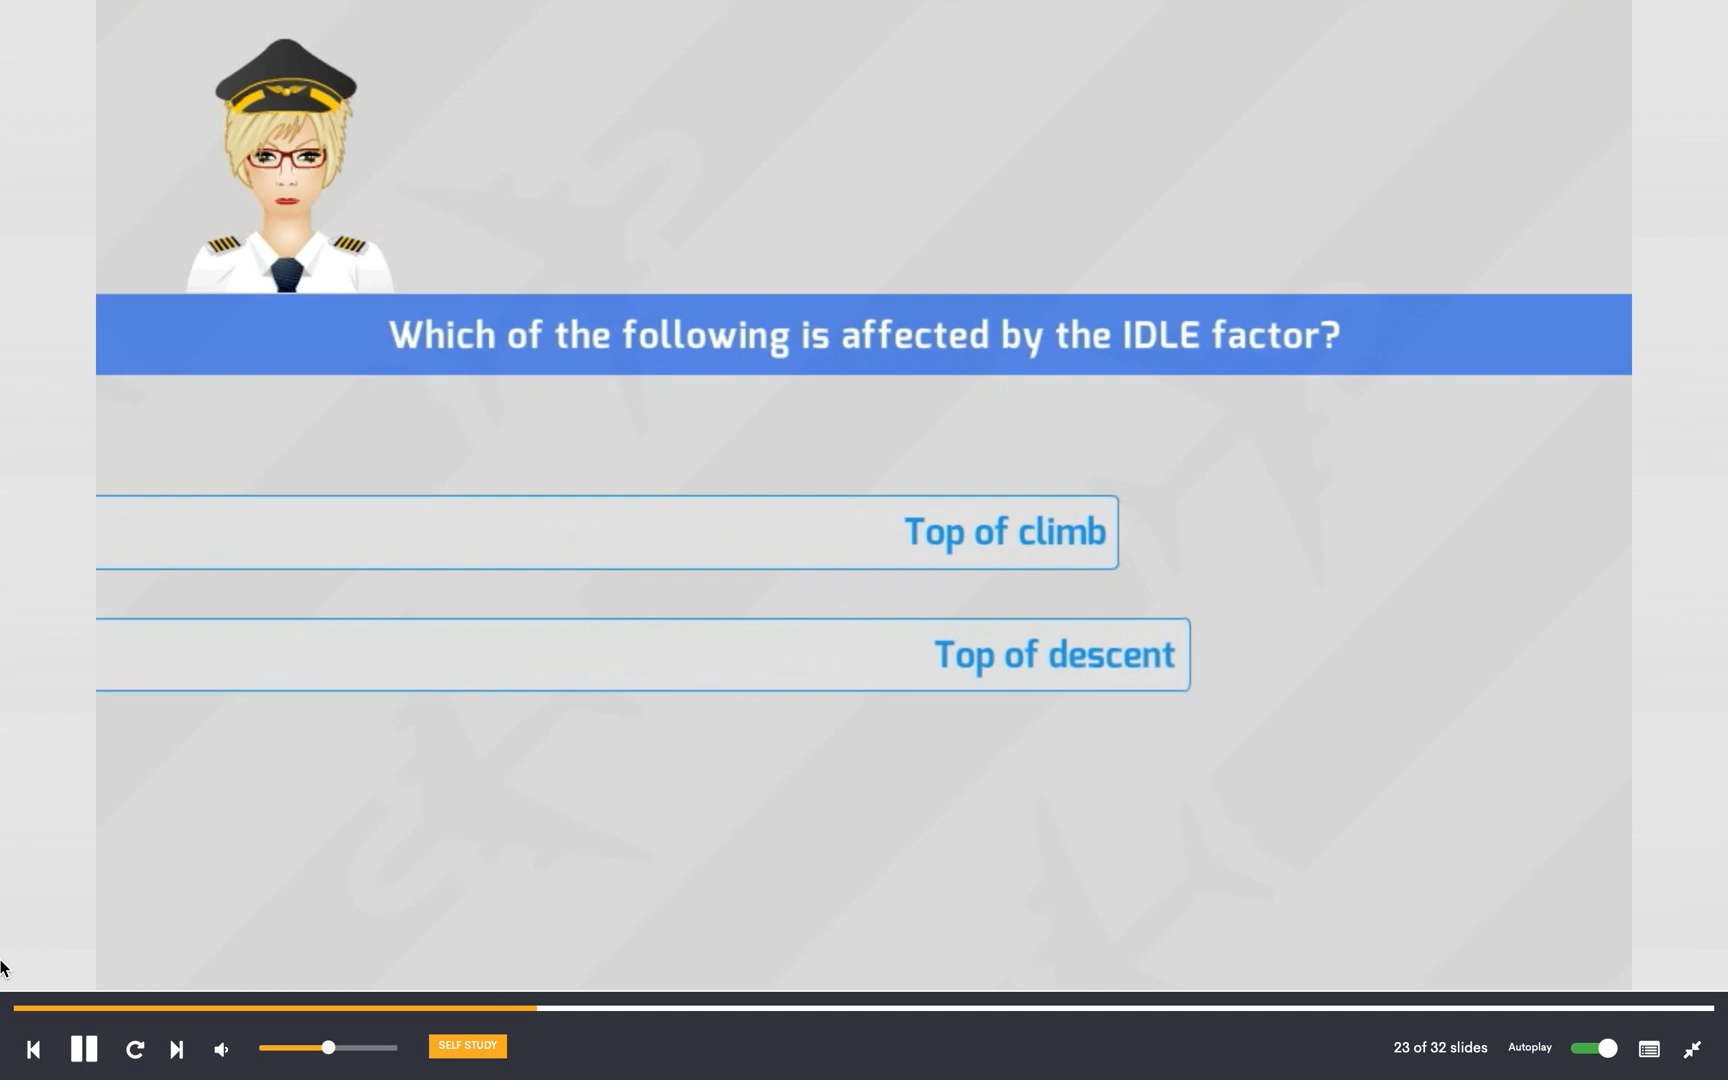 Which of the following is affected by the IDLE factor?
Top of climb
Top of descent
SELF STUDY
23 of 32 slides
Autoplay